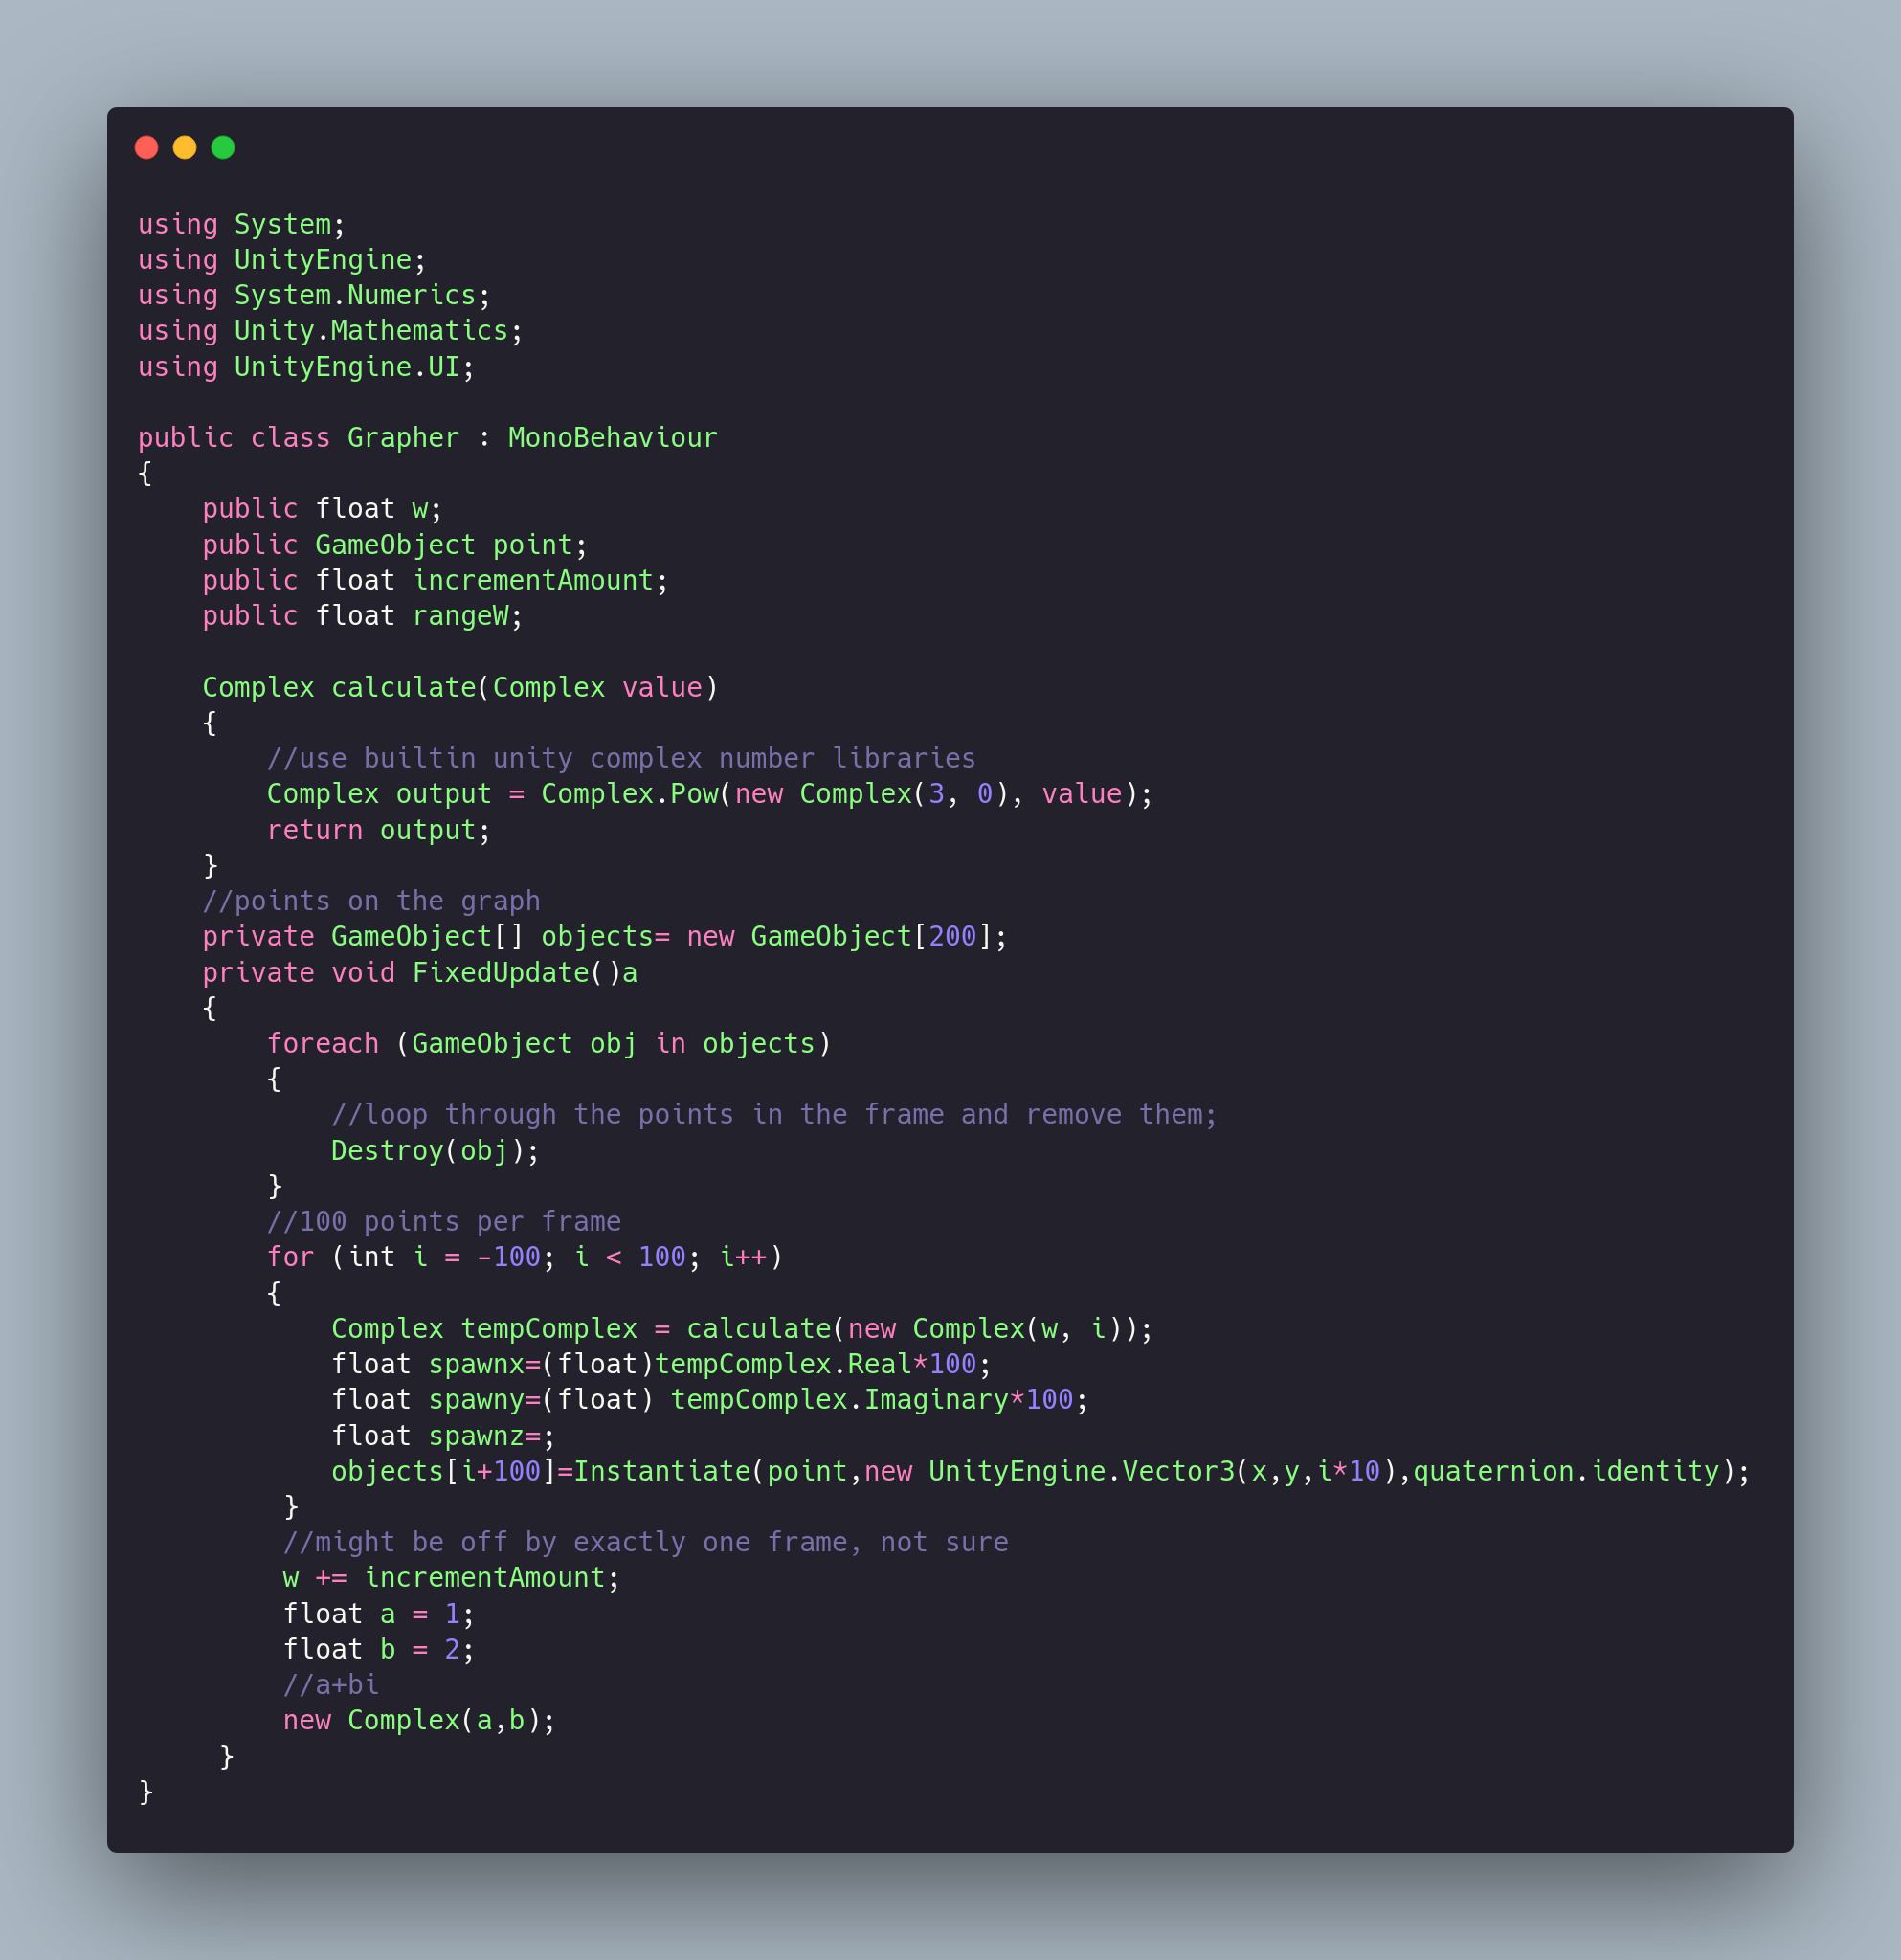 using System;
using UnityEngine;
using System.Numerics;
using Unity.Mathematics;
using UnityEngine.UI;

public class Grapher : MonoBehaviour
{
    public float w;
    public GameObject point;
    public float incrementAmount;
    public float rangeW;

    Complex calculate(Complex value)
    {
        //use builtin unity complex number libraries
        Complex output = Complex.Pow(new Complex(3, 0), value);
        return output;
    }
    //points on the graph
    private GameObject[] objects= new GameObject[200];
    private void FixedUpdate()a
    {
        foreach (GameObject obj in objects)
        {
            //loop through the points in the frame and remove them;
            Destroy(obj);
        }
        //100 points per frame
        for (int i = -100; i < 100; i++)
        {
            Complex tempComplex = calculate(new Complex(w, i));
            float spawnx=(float)tempComplex.Real*100;
            float spawny=(float) tempComplex.Imaginary*100;
            float spawnz=;
            objects[i+100]=Instantiate(point,new UnityEngine.Vector3(x,y,i*10),quaternion.identity);
         }
         //might be off by exactly one frame, not sure
         w += incrementAmount;
         float a = 1;
         float b = 2;
         //a+bi
         new Complex(a,b);
     }
}